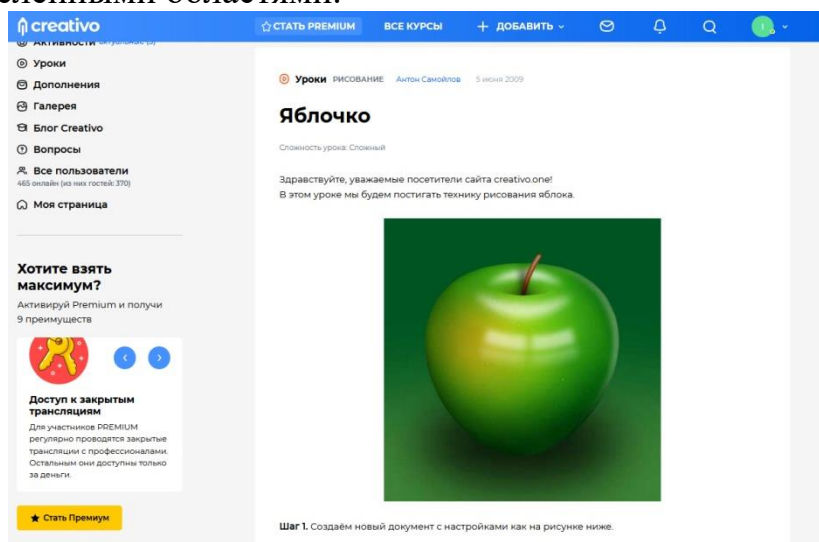 creativo
СТАТЬ PREMIUM
ВСЕ КУРСЫ
+ ДОБАВИТЬ
Уроки
Дополнения
Галерея
Блог Creativo
Вопросы
Все пользователи
465 онлайн (из них гостей: 370)
Моя страница
Хотите взять
максимум?
Активируй Premium и получи
9 преимуществ
Доступ к закрытым
трансляциям
Для участников PREMIUM
регулярно проводятся закрытые
трансляции с профессионалами.
Остальным они доступны только
за деньги.
Стать Премиум
Уроки РИСОВАНИЕ Антон Самойлов 5 июня 2009
Яблочко
Сложность урока: Сложный
Здравствуйте, уважаемые посетители сайта creativo.one!
В этом уроке мы будем постигать технику рисования яблока.
Шаг 1. Создаём новый документ с настройками как на рисунке ниже.